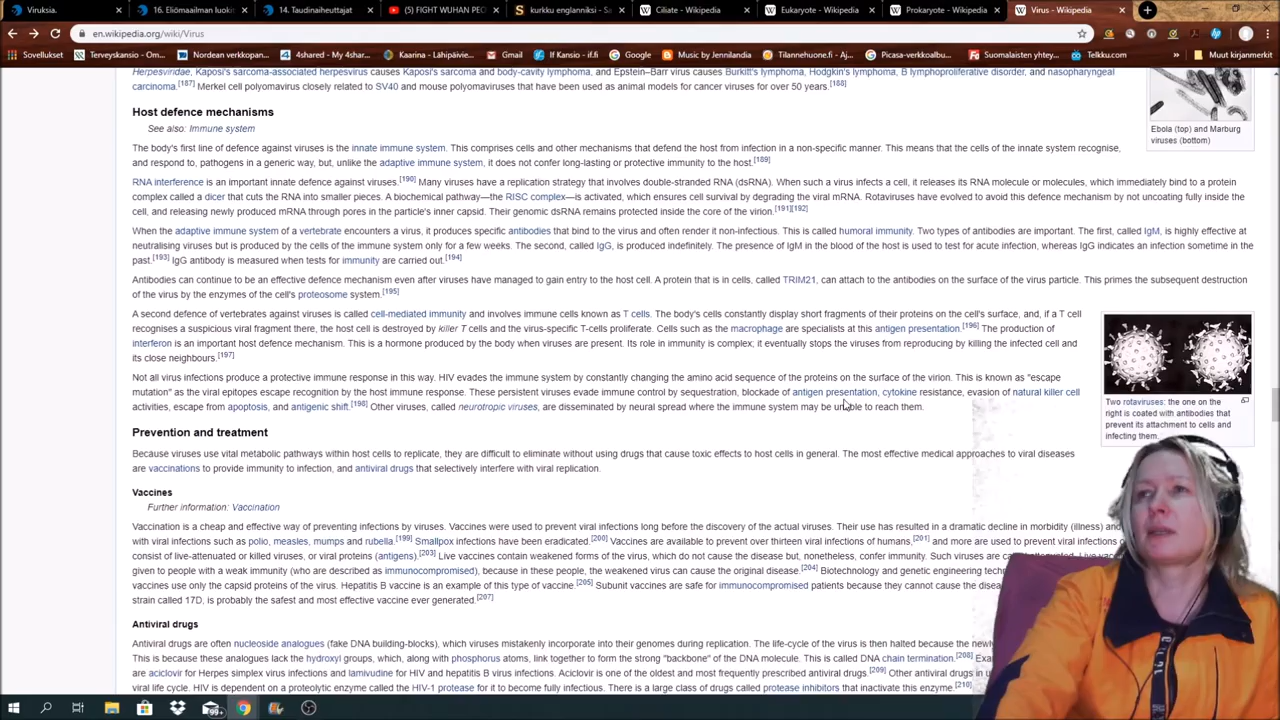 Viruksia.
16. Eliömaailman luoki
14. Taudinaiheuttajat
(5) FIGHT WUHAN PEO
kurkku englanniksi - Sa
Ciliate - Wikipedia
Eukaryote - Wikipedia
Prokaryote - Wikipedia
Virus - Wikipedia
en.wikipedia.org/wiki/Virus
Sovellukset
Terveyskansio - Om...
Nordean verkkopan...
4shared - My 4shar...
Kaarina - Lähipäivie...
Gmail
If Kansio - if.fi
Google
Music by Jennilandia
Tilannehuone.fi - Aj...
Picasa-verkkoalbu...
Suomalaisten yhtey...
Telkku.com
Muut kirjanmerkit
Herpesviridae, Kaposi's sarcoma-associated herpesvirus causes Kaposi's sarcoma and body-cavity lymphoma, and Epstein–Barr virus causes Burkitt's lymphoma, Hodgkin's lymphoma, B lymphoproliferative disorder, and nasopharyngeal
carcinoma.[187] Merkel cell polyomavirus closely related to SV40 and mouse polyomaviruses that have been used as animal models for cancer viruses for over 50 years.[188]
Ebola (top) and Marburg
viruses (bottom)
Host defence mechanisms
See also: Immune system
The body's first line of defence against viruses is the innate immune system. This comprises cells and other mechanisms that defend the host from infection in a non-specific manner. This means that the cells of the innate system recognise,
and respond to, pathogens in a generic way, but, unlike the adaptive immune system, it does not confer long-lasting or protective immunity to the host.[189]
RNA interference is an important innate defence against viruses.[190] Many viruses have a replication strategy that involves double-stranded RNA (dsRNA). When such a virus infects a cell, it releases its RNA molecule or molecules, which immediately bind to a protein
complex called a dicer that cuts the RNA into smaller pieces. A biochemical pathway—the RISC complex—is activated, which ensures cell survival by degrading the viral mRNA. Rotaviruses have evolved to avoid this defence mechanism by not uncoating fully inside the
cell, and releasing newly produced mRNA through pores in the particle's inner capsid. Their genomic dsRNA remains protected inside the core of the virion.[191][192]
When the adaptive immune system of a vertebrate encounters a virus, it produces specific antibodies that bind to the virus and often render it non-infectious. This is called humoral immunity. Two types of antibodies are important. The first, called IgM, is highly effective at
neutralising viruses but is produced by the cells of the immune system only for a few weeks. The second, called IgG, is produced indefinitely. The presence of IgM in the blood of the host is used to test for acute infection, whereas IgG indicates an infection sometime in the
past.[193] IgG antibody is measured when tests for immunity are carried out.[194]
Antibodies can continue to be an effective defence mechanism even after viruses have managed to gain entry to the host cell. A protein that is in cells, called TRIM21, can attach to the antibodies on the surface of the virus particle. This primes the subsequent destruction
of the virus by the enzymes of the cell's proteosome system.[195]
A second defence of vertebrates against viruses is called cell-mediated immunity and involves immune cells known as T cells. The body's cells constantly display short fragments of their proteins on the cell's surface, and, if a T cell
recognises a suspicious viral fragment there, the host cell is destroyed by killer T cells and the virus-specific T-cells proliferate. Cells such as the macrophage are specialists at this antigen presentation.[196] The production of
interferon is an important host defence mechanism. This is a hormone produced by the body when viruses are present. Its role in immunity is complex; it eventually stops the viruses from reproducing by killing the infected cell and
its close neighbours.[197]
Not all virus infections produce a protective immune response in this way. HIV evades the immune system by constantly changing the amino acid sequence of the proteins on the surface of the virion. This is known as "escape
mutation" as the viral epitopes escape recognition by the host immune response. These persistent viruses evade immune control by sequestration, blockade of antigen presentation, cytokine resistance, evasion of natural killer cell
activities, escape from apoptosis, and antigenic shift.[198] Other viruses, called neurotropic viruses, are disseminated by neural spread where the immune system may be unable to reach them.
Two rotaviruses: the one on the
right is coated with antibodies that
prevent its attachment to cells and
infecting them.
Prevention and treatment
Because viruses use vital metabolic pathways within host cells to replicate, they are difficult to eliminate without using drugs that cause toxic effects to host cells in general. The most effective medical approaches to viral diseases
are vaccinations to provide immunity to infection, and antiviral drugs that selectively interfere with viral replication.
Vaccines
Further information: Vaccination
Vaccination is a cheap and effective way of preventing infections by viruses. Vaccines were used to prevent viral infections long before the discovery of the actual viruses. Their use has resulted in a dramatic decline in morbidity (illness) and
with viral infections such as polio, measles, mumps and rubella.[199] Smallpox infections have been eradicated.[200] Vaccines are available to prevent over thirteen viral infections of humans,[201] and more are used to prevent viral infections o
consist of live-attenuated or killed viruses, or viral proteins (antigens).[203] Live vaccines contain weakened forms of the virus, which do not cause the disease but, nonetheless, confer immunity. Such viruses are called attenuated. Live vacc
given to people with a weak immunity (who are described as immunocompromised), because in these people, the weakened virus can cause the original disease.[204] Biotechnology and genetic engineering techn
vaccines use only the capsid proteins of the virus. Hepatitis B vaccine is an example of this type of vaccine.[205] Subunit vaccines are safe for immunocompromised patients because they cannot cause the disea
strain called 17D, is probably the safest and most effective vaccine ever generated.[207]
Antiviral drugs
Antiviral drugs are often nucleoside analogues (fake DNA building-blocks), which viruses mistakenly incorporate into their genomes during replication. The life-cycle of the virus is then halted because the newly
This is because these analogues lack the hydroxyl groups, which, along with phosphorus atoms, link together to form the strong "backbone" of the DNA molecule. This is called DNA chain termination.[208] Exa
are aciclovir for Herpes simplex virus infections and lamivudine for HIV and hepatitis B virus infections. Aciclovir is one of the oldest and most frequently prescribed antiviral drugs.[209] Other antiviral drugs in u
viral life cycle. HIV is dependent on a proteolytic enzyme called the HIV-1 protease for it to become fully infectious. There is a large class of drugs called protease inhibitors that inactivate this enzyme.[210]
99+